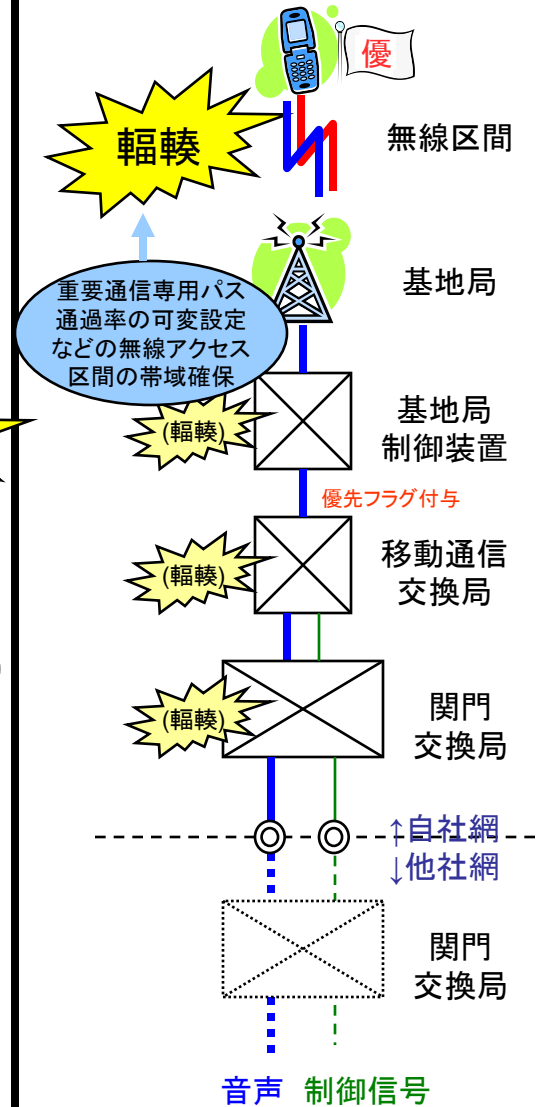 優
輻輳
無線区間
基地局
重要通信専用パス
通過率の可変設定
などの無線アクセス
区間の帯域確保
(輻輳)
基地局
制御装置
優先フラグ付与
(輻輳)
移動通信
交換局
(輻輳)
関門
交換局
↑自社網
↓他社網
関門
交換局
音声 制御信号